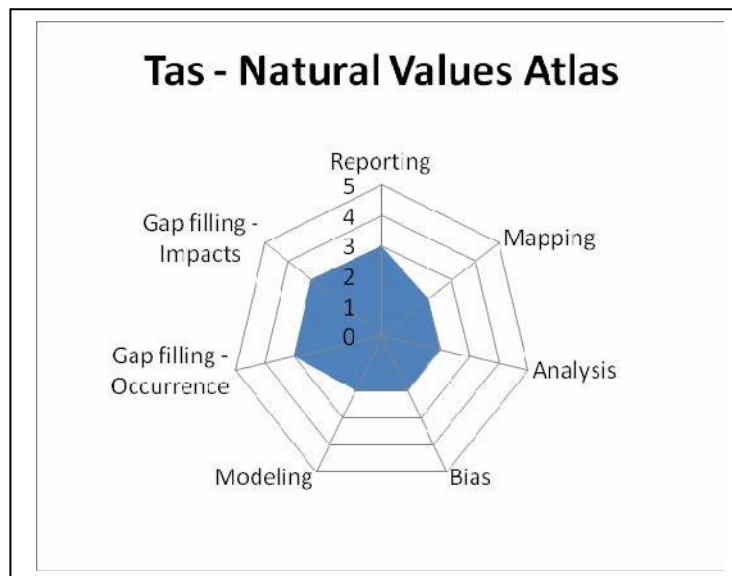 Tas - Natural Values Atlas
Reporting
5
4
3
2
1
0
Mapping
Analysis
Bias
Modeling
Gap filling -
Occurrence
Gap filling -
Impacts